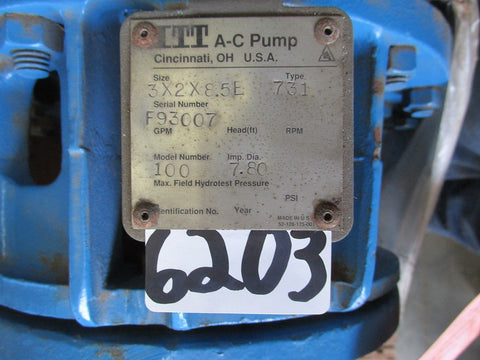 ITT A-C Pump
Cincinnati, OH U.S.A.
Size Type
3X2X8.5E 731
Serial Number
F93007
GPM Head(ft) RPM
Model Number Imp. Dia.
100 7.80
Max. Field Hydrotest Pressure
PSI
Identification No. Year
MADE IN U.S.A.
6203